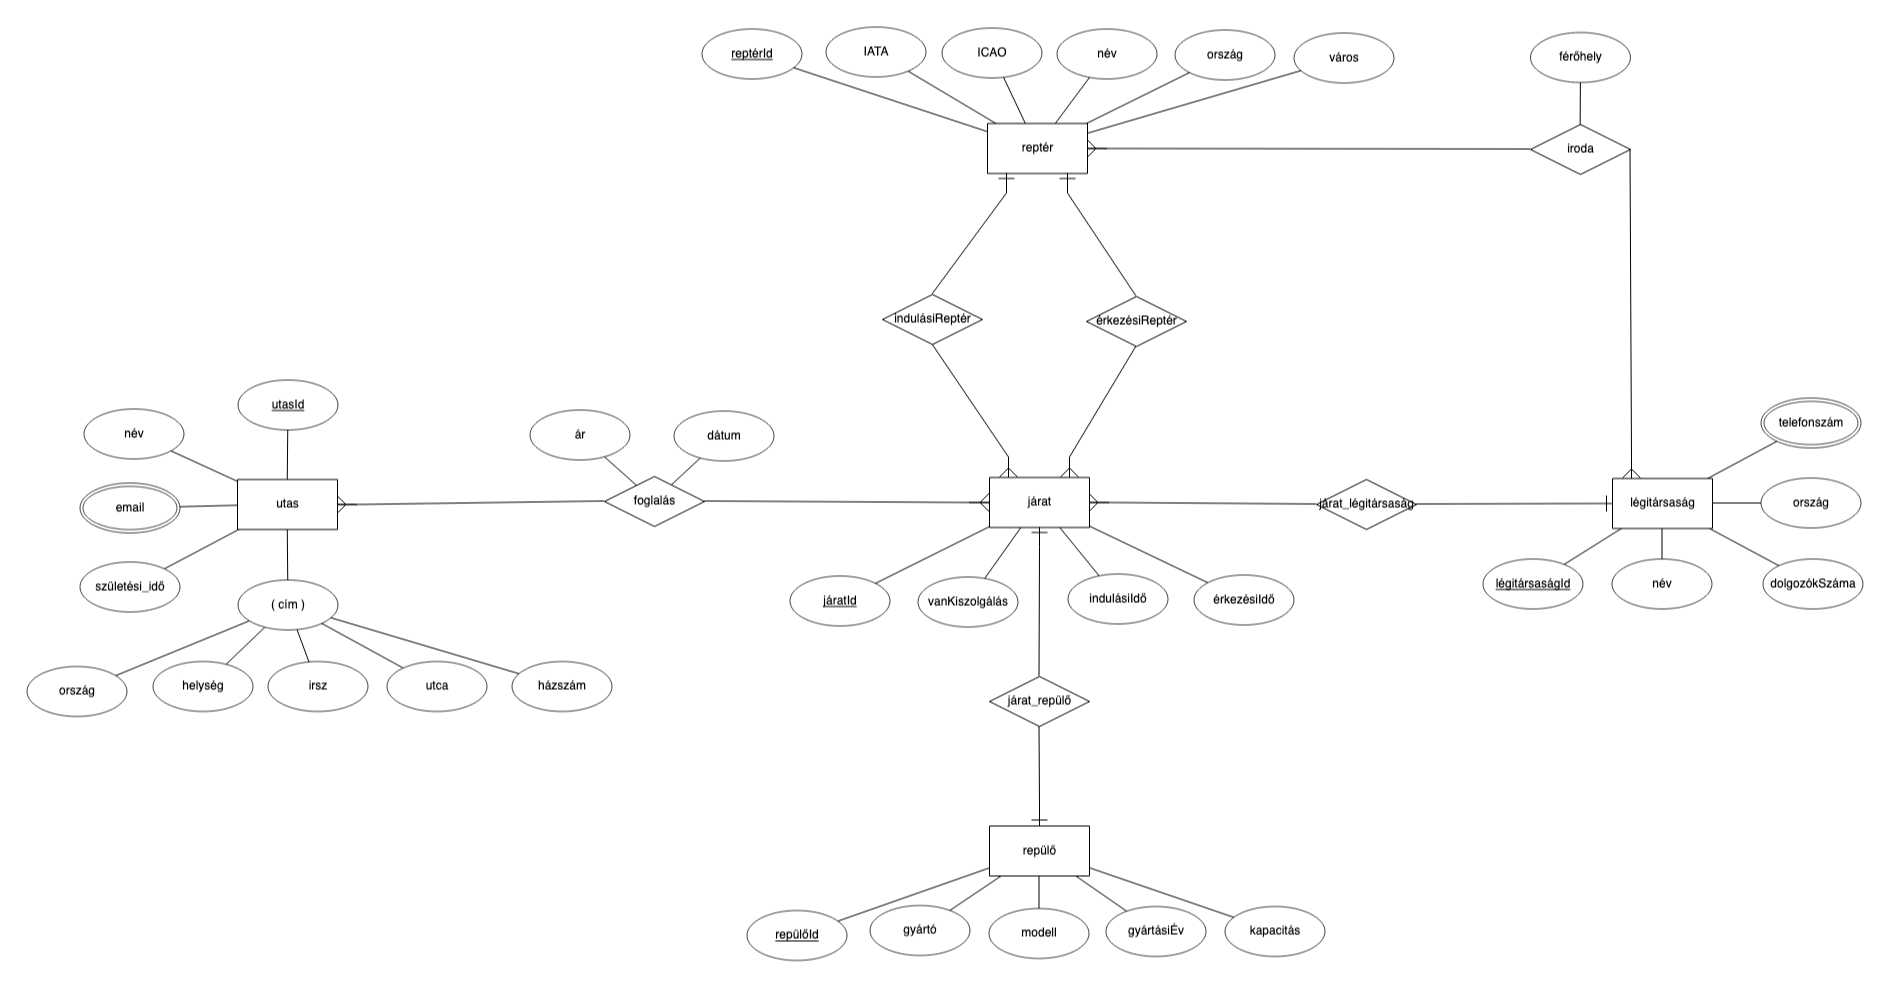 reptérId
IATA
ICAO
név
ország
város
férőhely
reptér
iroda
indulásiReptér
érkezésiReptér
utasId
név
ár
dátum
telefonszám
email
utas
foglalás
járat
járat_légitársaság
légitársaság
ország
születési_idő
( cím )
járatId
vanKiszolgálás
indulásiIdő
érkezésiIdő
légitársaságId
név
dolgozókSzáma
ország
helység
irsz
utca
házszám
járat_repülő
repülő
repülőId
gyártó
modell
gyártásiÉv
kapacitás